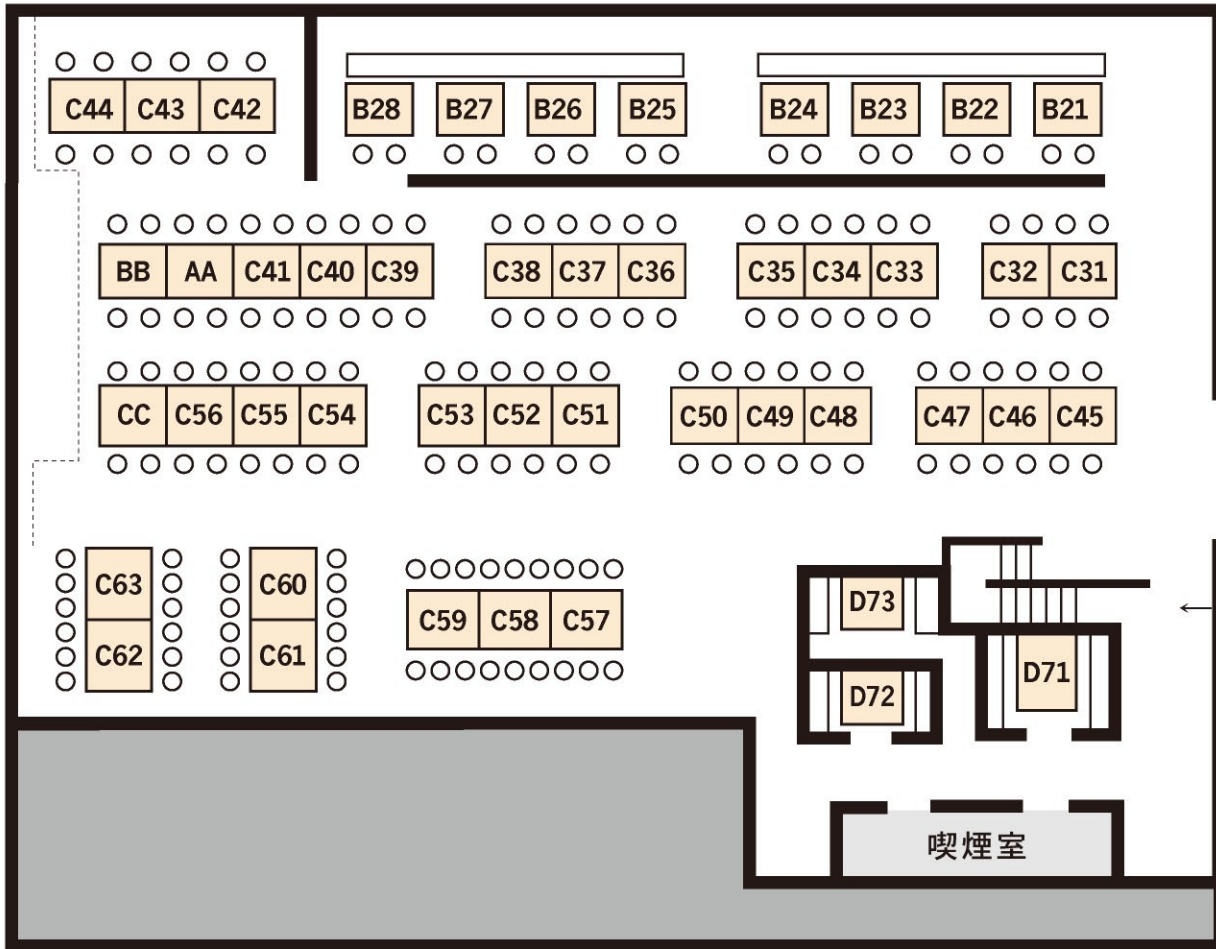 C44 C43 C42
B28 B27 B26 B25 B24 B23 B22 B21
BB AA C41 C40 C39 C38 C37 C36 C35 C34 C33 C32 C31
CC C56 C55 C54 C53 C52 C51 C50 C49 C48 C47 C46 C45
C63 C60
C62 C61
C59 C58 C57
D73
D72
D71
喫煙室